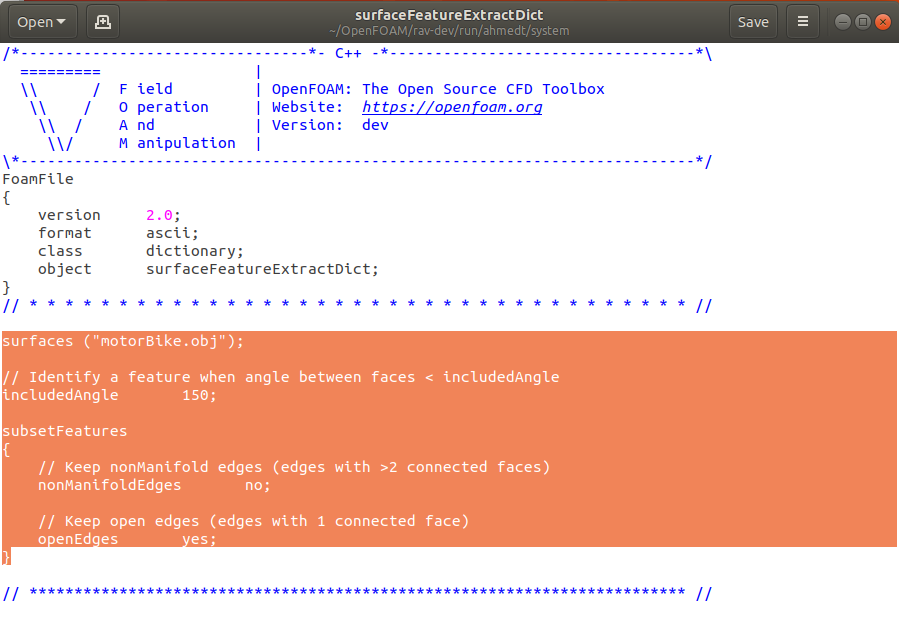 Open
surfaceFeatureExtractDict
~/OpenFOAM/rav-dev/run/ahmedt/system
Save
/*--------------------------------*- C++ -*----------------------------------*\
  =========                 |
  \\      /  F ield         | OpenFOAM: The Open Source CFD Toolbox
   \\    /   O peration     | Website:  https://openfoam.org
    \\  /    A nd           | Version:  dev
     \\/     M anipulation  |
\*---------------------------------------------------------------------------*/
FoamFile
{
    version     2.0;
    format      ascii;
    class       dictionary;
    object      surfaceFeatureExtractDict;
}
// * * * * * * * * * * * * * * * * * * * * * * * * * * * * * * * * * * * * * //
surfaces ("motorBike.obj");
// Identify a feature when angle between faces < includedAngle
includedAngle       150;
subsetFeatures
{
    // Keep nonManifold edges (edges with >2 connected faces)
    nonManifoldEdges       no;
    // Keep open edges (edges with 1 connected face)
    openEdges       yes;
}
// ************************************************************************* //